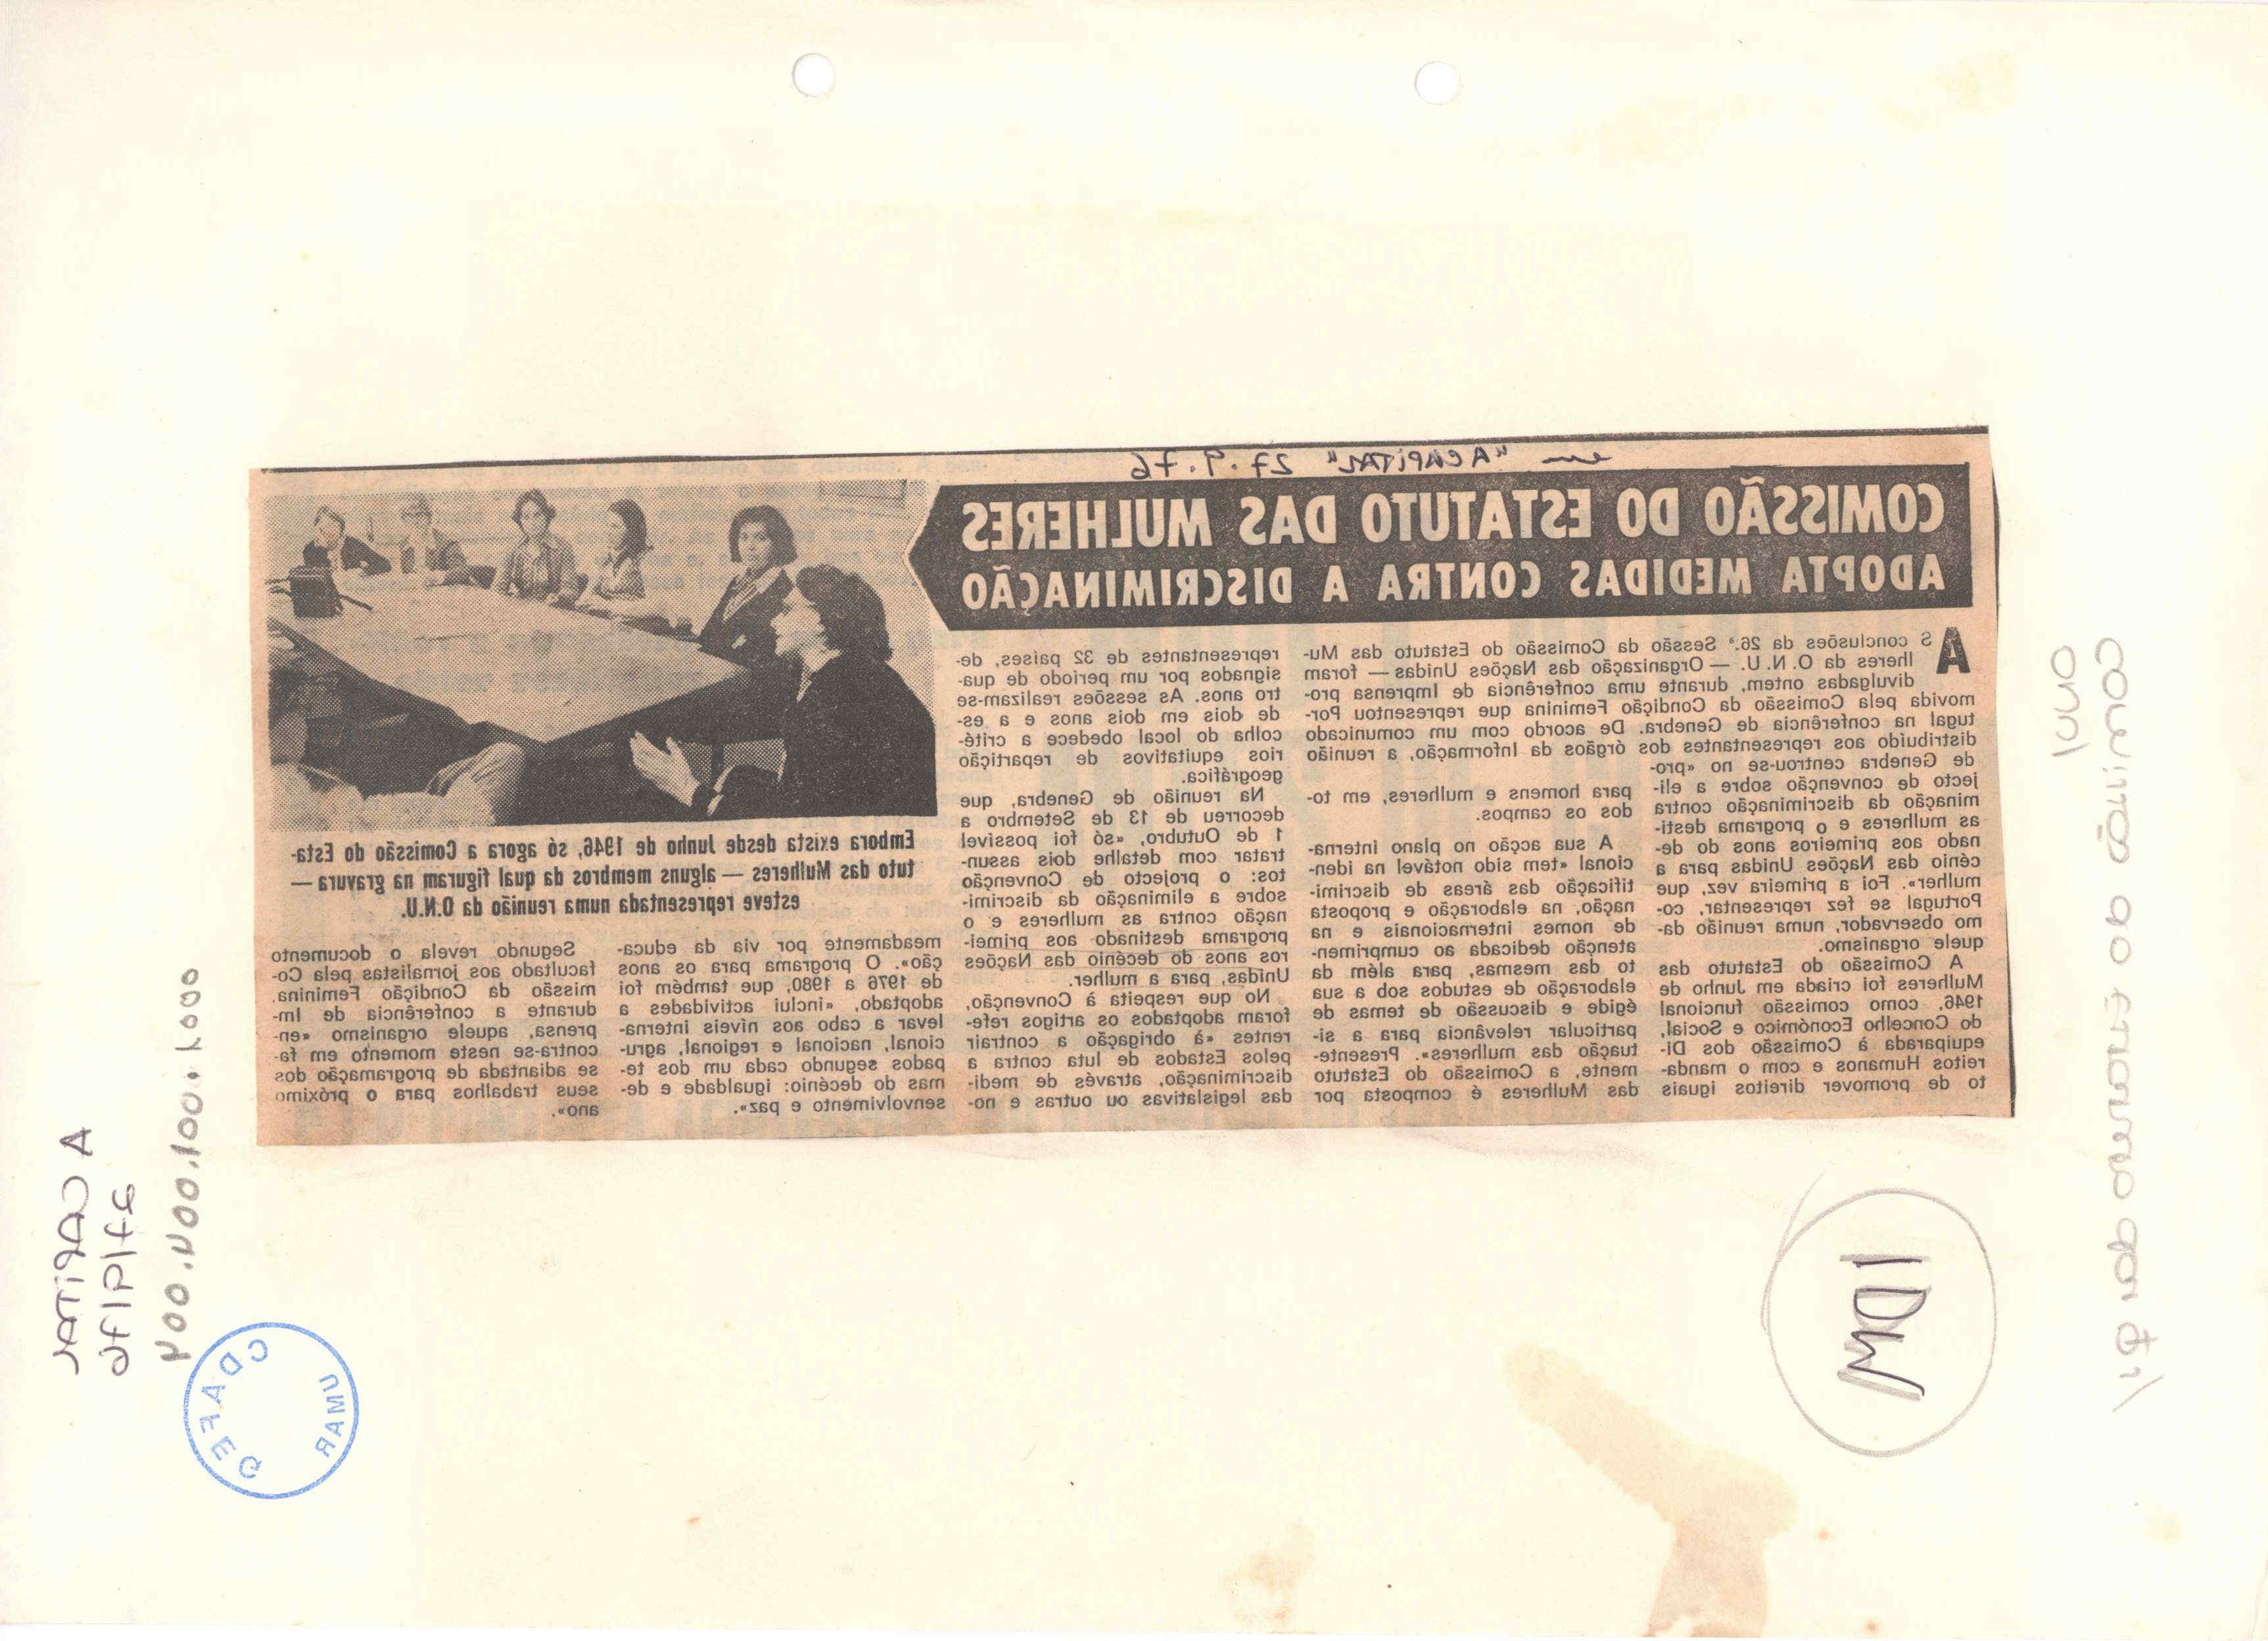 em "A CAPITAL" 27.9.76
COMISSÃO DO ESTATUTO DAS MULHERES
ADOPTA MEDIDAS CONTRA A DISCRIMINAÇÃO
AS conclusões da 26.ª Sessão da Comissão do Estatuto das Mu-
lheres da O. N. U. — Organização das Nações Unidas — foram
divulgadas ontem, durante uma conferência de Imprensa pro-
movida pela Comissão da Condição Feminina que representou Por-
tugal na conferência de Genebra. De acordo com um comunicado
distribuído aos representantes dos órgãos da Informação, a reunião
de Genebra centrou-se no «pro-
jecto de convenção sobre a eli-
minação da discriminação contra
as mulheres e o programa desti-
nado aos primeiros anos do de-
cénio das Nações Unidas para a
mulher». Foi a primeira vez, que
Portugal se fez representar, co-
mo observador, numa reunião da-
quele organismo.
A Comissão do Estatuto das
Mulheres foi criada em Junho de
1946, como comissão funcional
do Concelho Económico e Social,
equiparada à Comissão dos Di-
reitos Humanos e com o manda-
to de promover direitos iguais
para homens e mulheres, em to-
dos os campos.
A sua acção no plano interna-
cional «tem sido notável na iden-
tificação das áreas de discrimi-
nação, na elaboração e proposta
de nomes internacionais e na
atenção dedicada ao cumprimen-
to das mesmas, para além da
elaboração de estudos sob a sua
égide e discussão de temas de
particular relevância para a si-
tuação das mulheres». Presente-
mente, a Comissão do Estatuto
das Mulheres é composta por
representantes de 32 países, de-
signados por um período de qua-
tro anos. As sessões realizam-se
de dois em dois anos e a es-
colha do local obedece a crité-
rios equitativos de repartição
geográfica.
Na reunião de Genebra, que
decorreu de 13 de Setembro a
1 de Outubro, «só foi possível
tratar com detalhe dois assun-
tos: o projecto de Convenção
sobre a eliminação da discrimi-
nação contra as mulheres e o
programa destinado aos primei-
ros anos do decénio das Nações
Unidas, para a mulher.
No que respeita à Convenção,
foram adoptados os artigos refe-
rentes «à obrigação a contrair
pelos Estados de luta contra a
discriminação, através de medi-
das legislativas ou outras e no-
meadamente por via da educa-
ção». O programa para os anos
de 1976 a 1980, que também foi
adoptado, «inclui actividades a
levar a cabo aos níveis interna-
cional, nacional e regional, agru-
pados segundo cada um dos te-
mas do decénio: igualdade e de-
senvolvimento e paz».
Segundo revela o documento
facultado aos jornalistas pela Co-
missão da Condição Feminina,
durante a conferência de Im-
prensa, aquele organismo «en-
contra-se neste momento em fa-
se adiantada de programação dos
seus trabalhos para o próximo
ano».
Embora exista desde Junho de 1946, só agora a Comissão do Esta-
tuto das Mulheres — alguns membros da qual figuram na gravura —
esteve representada numa reunião da O.N.U.
ONU
IDM
A CAPITAL
UMAR